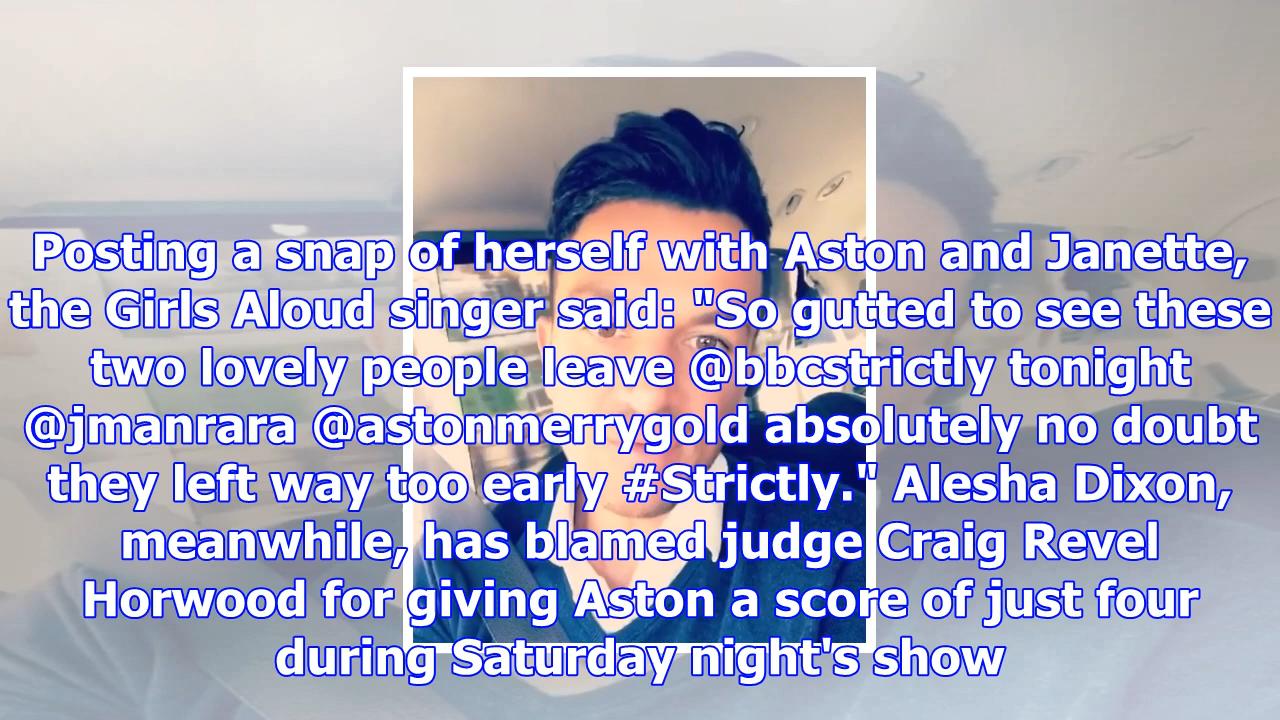 Posting a snap of herself with Aston and Janette,
the Girls Aloud singer said: "So gutted to see these
two lovely people leave @bbcstrictly tonight
@jmanrara @astonmerrygold absolutely no doubt
they left way too early #Strictly." Alesha Dixon,
meanwhile, has blamed judge Craig Revel
Horwood for giving Aston a score of just four
during Saturday night's show